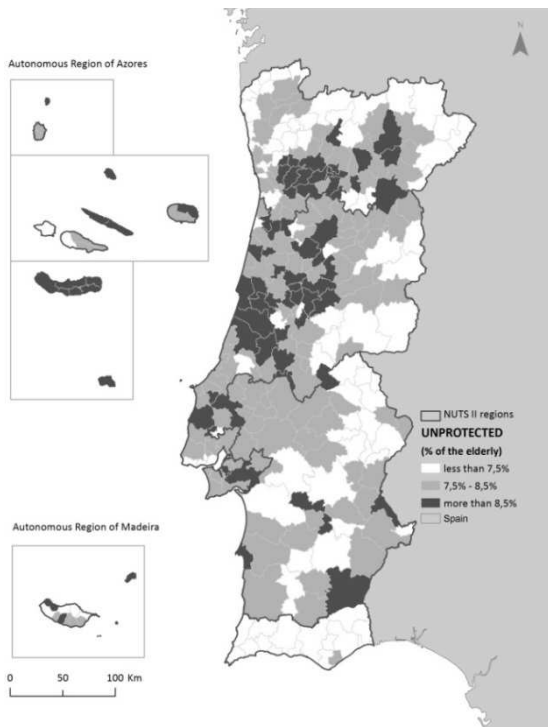 Autonomous Region of Azores
N
NUTS II regions
UNPROTECTED
(% of the elderly)
less than 7,5%
7,5% - 8,5%
more than 8,5%
Spain
Autonomous Region of Madeira
0 50 100 Km